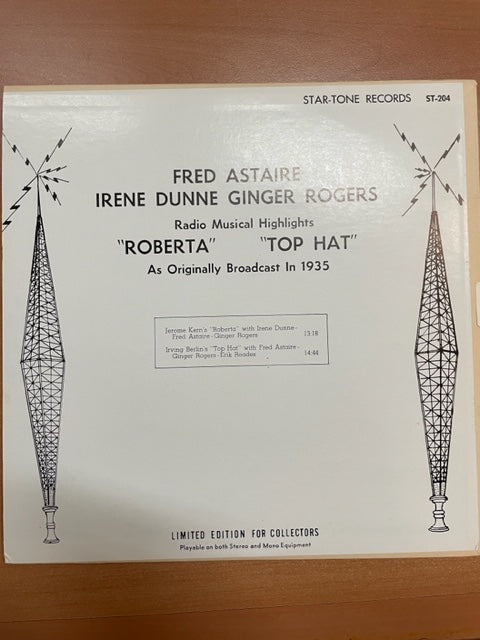 STAR-TONE RECORDS ST-204
FRED ASTAIRE
IRENE DUNNE GINGER ROGERS
Radio Musical Highlights
"ROBERTA" "TOP HAT"
As Originally Broadcast In 1935
Jerome Kern's "Roberta" with Irene Dunne-
Fred Astaire-Ginger Rogers 13:18
Irving Berlin's "Top Hat" with Fred Astaire-
Ginger Rogers-Erik Roades 14:44
LIMITED EDITION FOR COLLECTORS
Playable on both Stereo and Mono Equipment